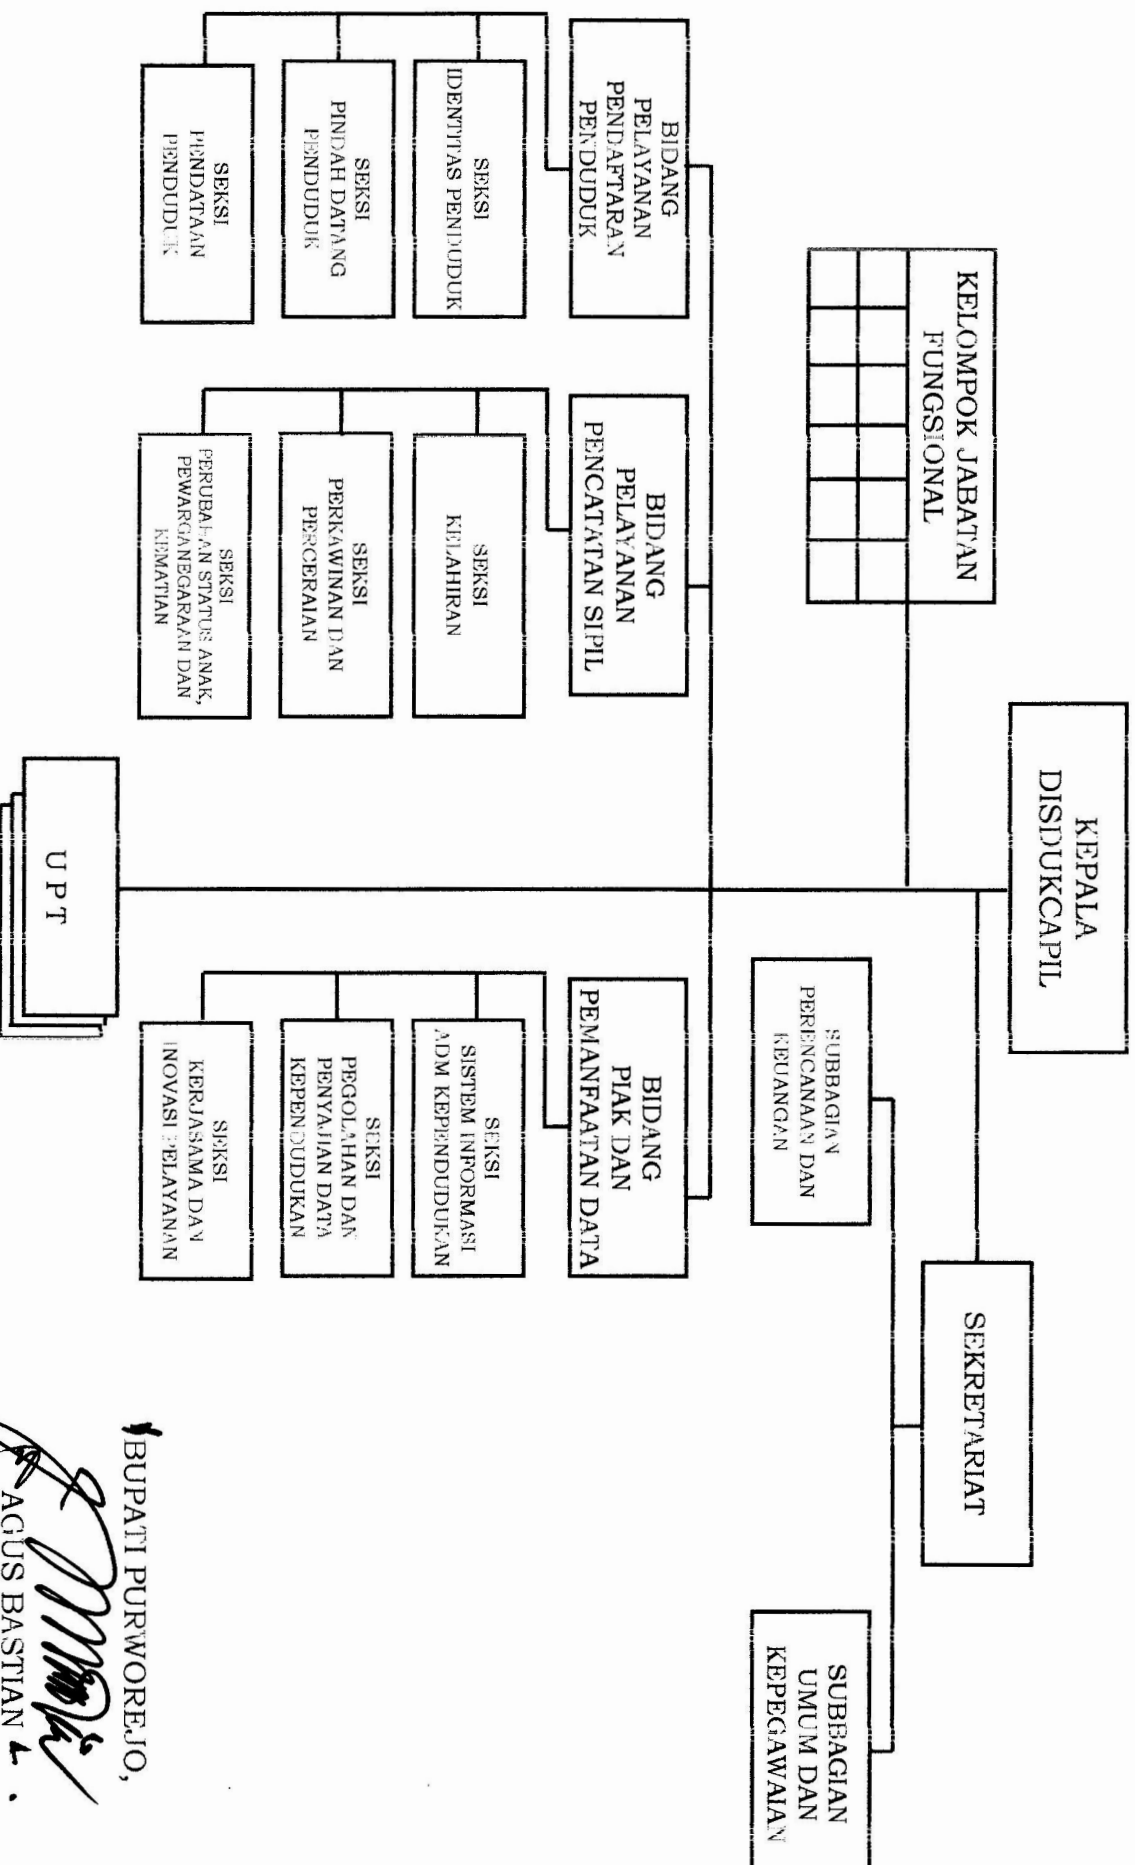 KEPALA
DISDUKCAPIL
SEKRETARIAT
KELOMPOK JABATAN
FUNGSIONAL
SUBBAGIAN
PERENCANAAN DAN
KEUANGAN
SUBBAGIAN
UMUM DAN
KEPEGAWAIAN
BIDANG
PELAYANAN
PENDAFTARAN
PENDUDUK
SEKSI
IDENTITAS PENDUDUK
SEKSI
PINDAH DATANG
PENDUDUK
SEKSI
PENDATAAN
PENDUDUK
BIDANG
PELAYANAN
PENCATATAN SIPIL
SEKSI
KELAHIRAN
SEKSI
PERKAWINAN DAN
PERCERAIAN
SEKSI
PERUBAHAN STATUS ANAK,
PEWARGANEGARAAN DAN
KEMATIAN
BIDANG
PIAK DAN
PEMANFAATAN DATA
SEKSI
SISTEM INFORMASI
ADM KEPENDUDUKAN
SEKSI
PEGOLAHAN DAN
PENYAJIAN DATA
KEPENDUDUKAN
SEKSI
KERJASAMA DAN
INOVASI PELAYANAN
U P T
BUPATI PURWOREJO,
AGUS BASTIAN